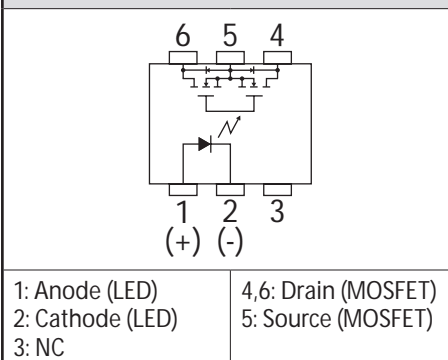 6 5 4
1 2 3
(+) (-)
1: Anode (LED)
2: Cathode (LED)
3: NC
4,6: Drain (MOSFET)
5: Source (MOSFET)